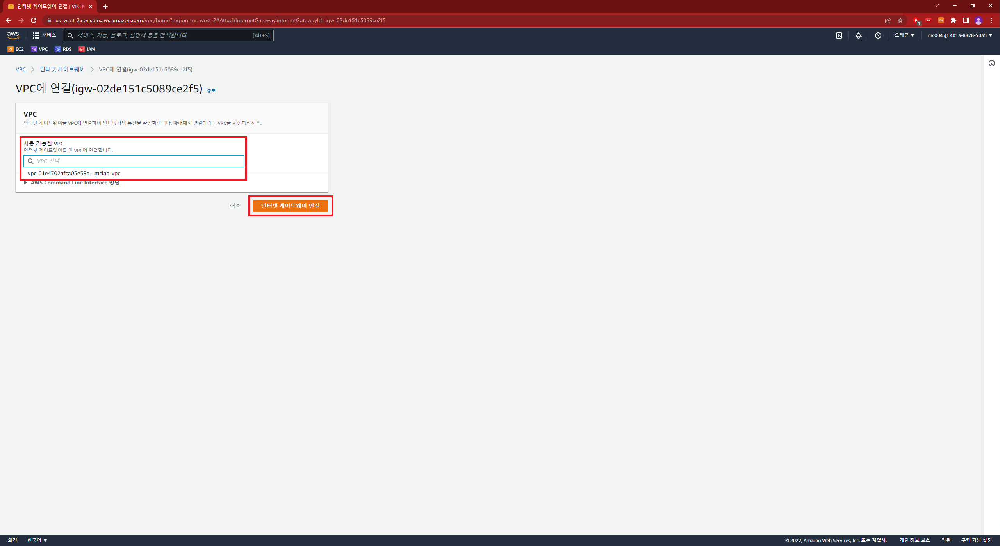 인터넷 게이트웨이 연결 | VPC M
us-west-2.console.aws.amazon.com/vpc/home?region=us-west-2#AttachInternetGateway:internetGatewayId=igw-02de151c5089ce2f5
1
aws 서비스 서비스, 기능, 블로그, 설명서 등을 검색합니다. [Alt+S] 오레곤 mc004 @ 4013-8828-5035
EC2 VPC RDS IAM
VPC 인터넷 게이트웨이 VPC에 연결(igw-02de151c5089ce2f5)
VPC에 연결(igw-02de151c5089ce2f5) 정보
VPC
인터넷 게이트웨이를 VPC에 연결하여 인터넷과의 통신을 활성화합니다. 아래에서 연결하려는 VPC를 지정하십시오.
사용 가능한 VPC
인터넷 게이트웨이를 이 VPC에 연결합니다.
VPC 선택
vpc-01e4702afca05e59a - mclab-vpc
AWS Command Line Interface 명령
취소 인터넷 게이트웨이 연결
의견 한국어 © 2022, Amazon Web Services, Inc. 또는 계열사. 개인 정보 보호 약관 쿠키 기본 설정